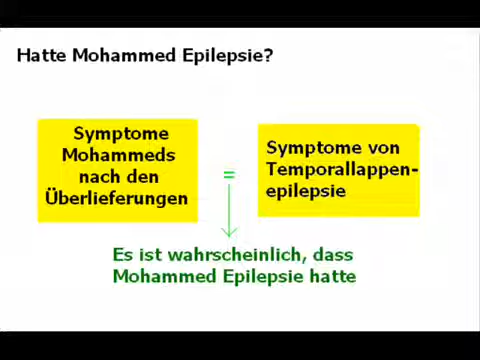 Hatte Mohammed Epilepsie?
Symptome
Mohammeds
nach den
Überlieferungen
=
Symptome von
Temporallappen-
epilepsie
Es ist wahrscheinlich, dass
Mohammed Epilepsie hatte